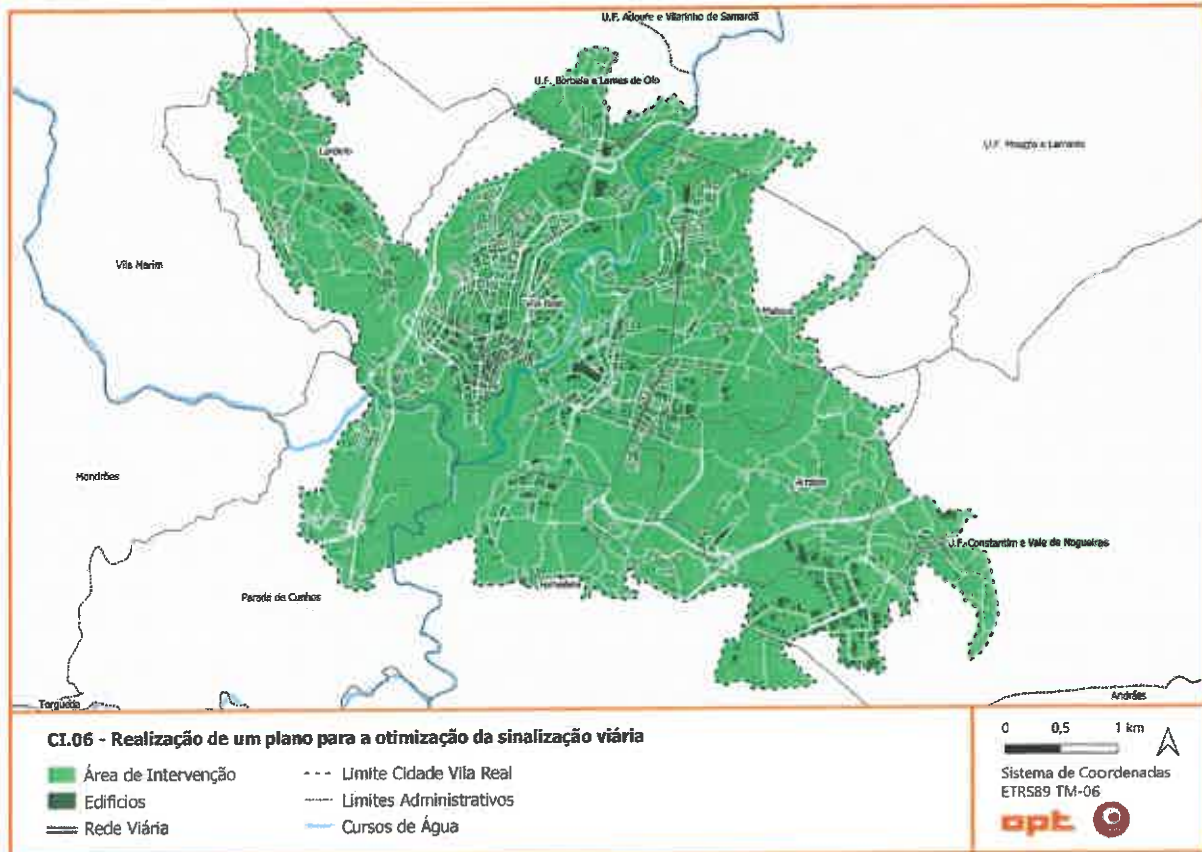 U.F. Adoufe e Vilarinho de Samardã
U.F. Borbela e Lamas de Olo
U.F. Mouçós e Lamares
Lordelo
Vila Marim
Vila Real
Mateus
Mondrões
Arroios
U.F. Constantim e Vale de Nogueiras
Parada de Cunhos
Folhadela
Torgueda
Andrães
CI.06 - Realização de um plano para a otimização da sinalização viária
Área de Intervenção
Edifícios
Rede Viária
Limite Cidade Vila Real
Limites Administrativos
Cursos de Água
0 0,5 1 km
Sistema de Coordenadas
ETRS89 TM-06
opt